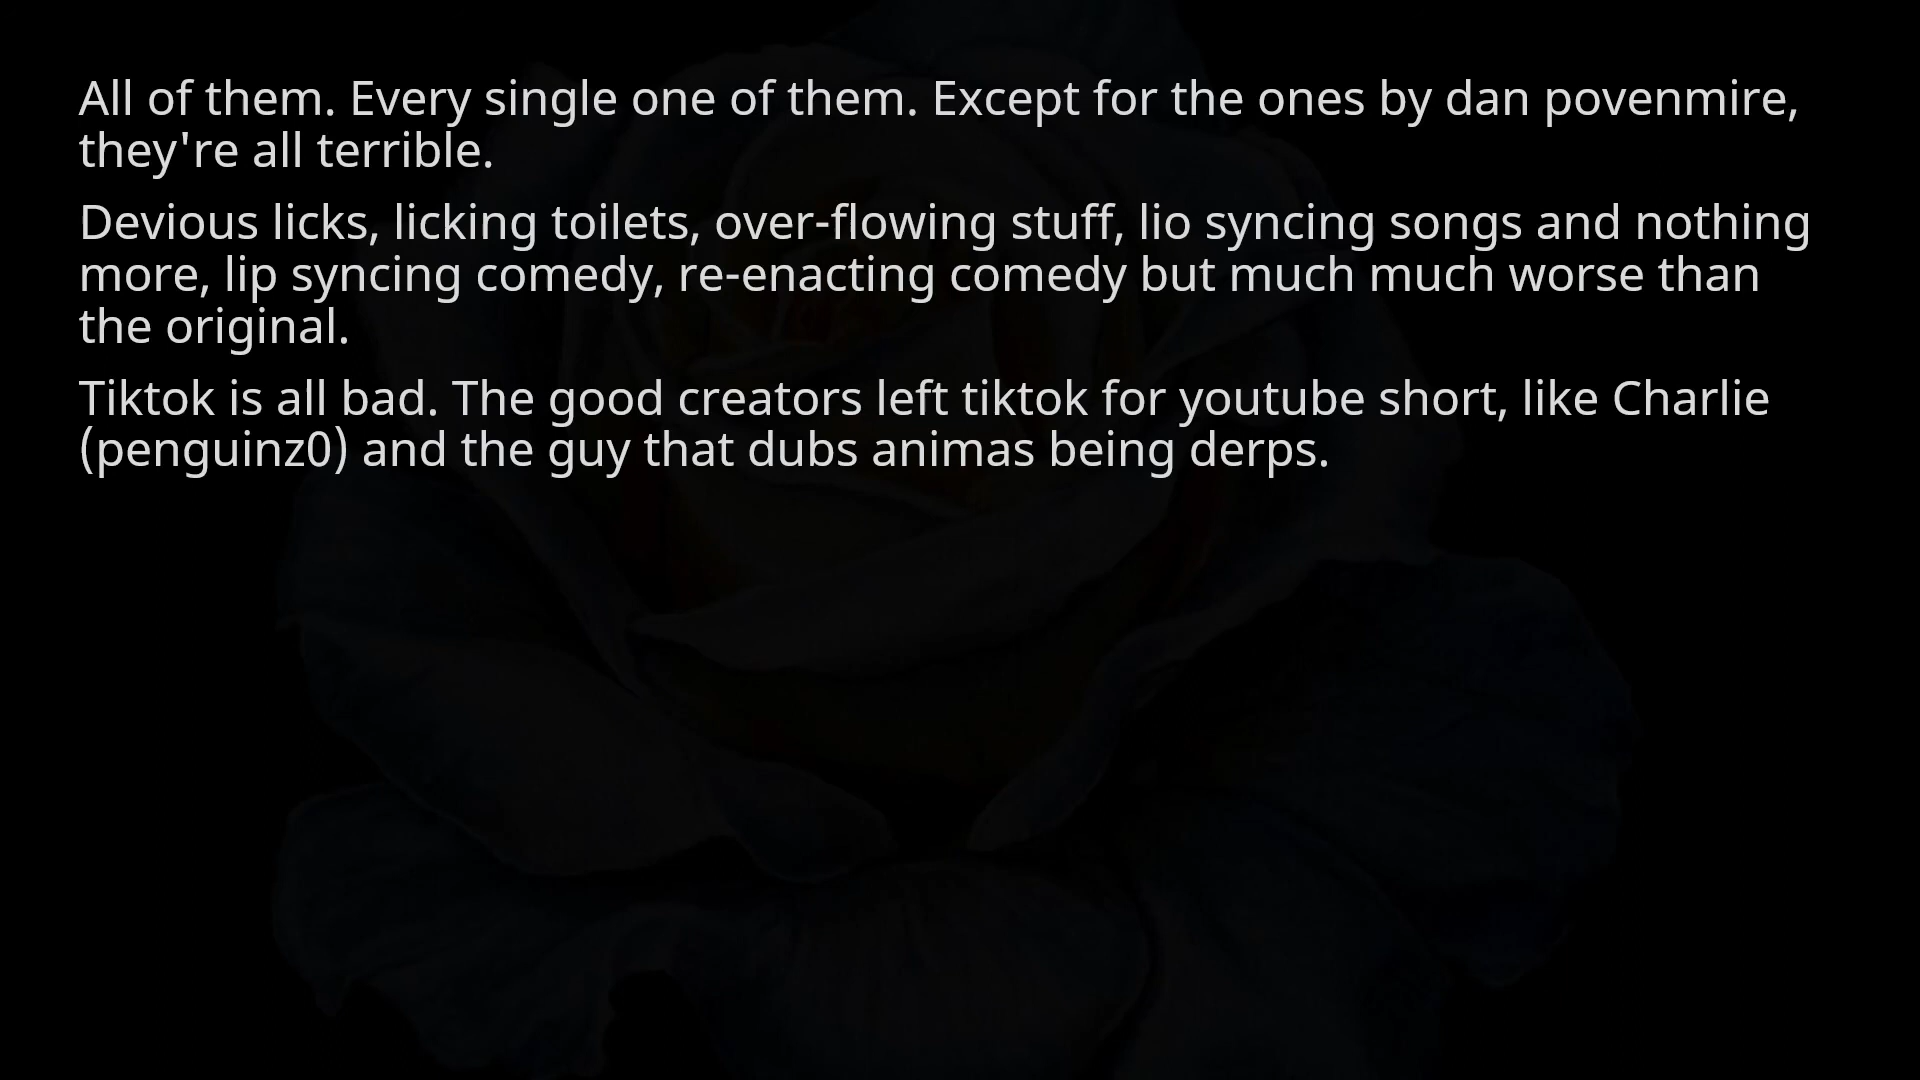 All of them. Every single one of them. Except for the ones by dan povenmire,
they're all terrible.
Devious licks, licking toilets, over-flowing stuff, lio syncing songs and nothing
more, lip syncing comedy, re-enacting comedy but much much worse than
the original.
Tiktok is all bad. The good creators left tiktok for youtube short, like Charlie
(penguinz0) and the guy that dubs animas being derps.